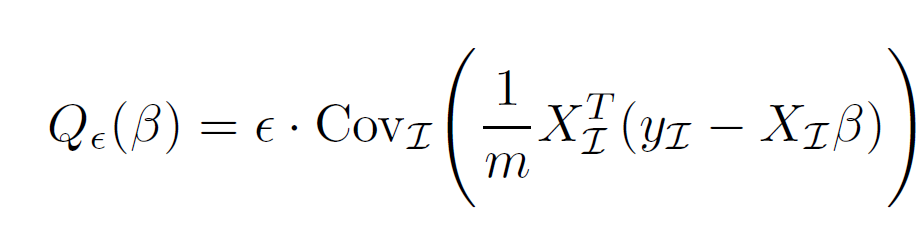 $Q_{\epsilon}(\beta) = \epsilon \cdot \mathrm{Cov}_{\mathcal{I}}\left(\frac{1}{m}X_{\mathcal{I}}^{T}(y_{\mathcal{I}} - X_{\mathcal{I}}\beta)\right)$